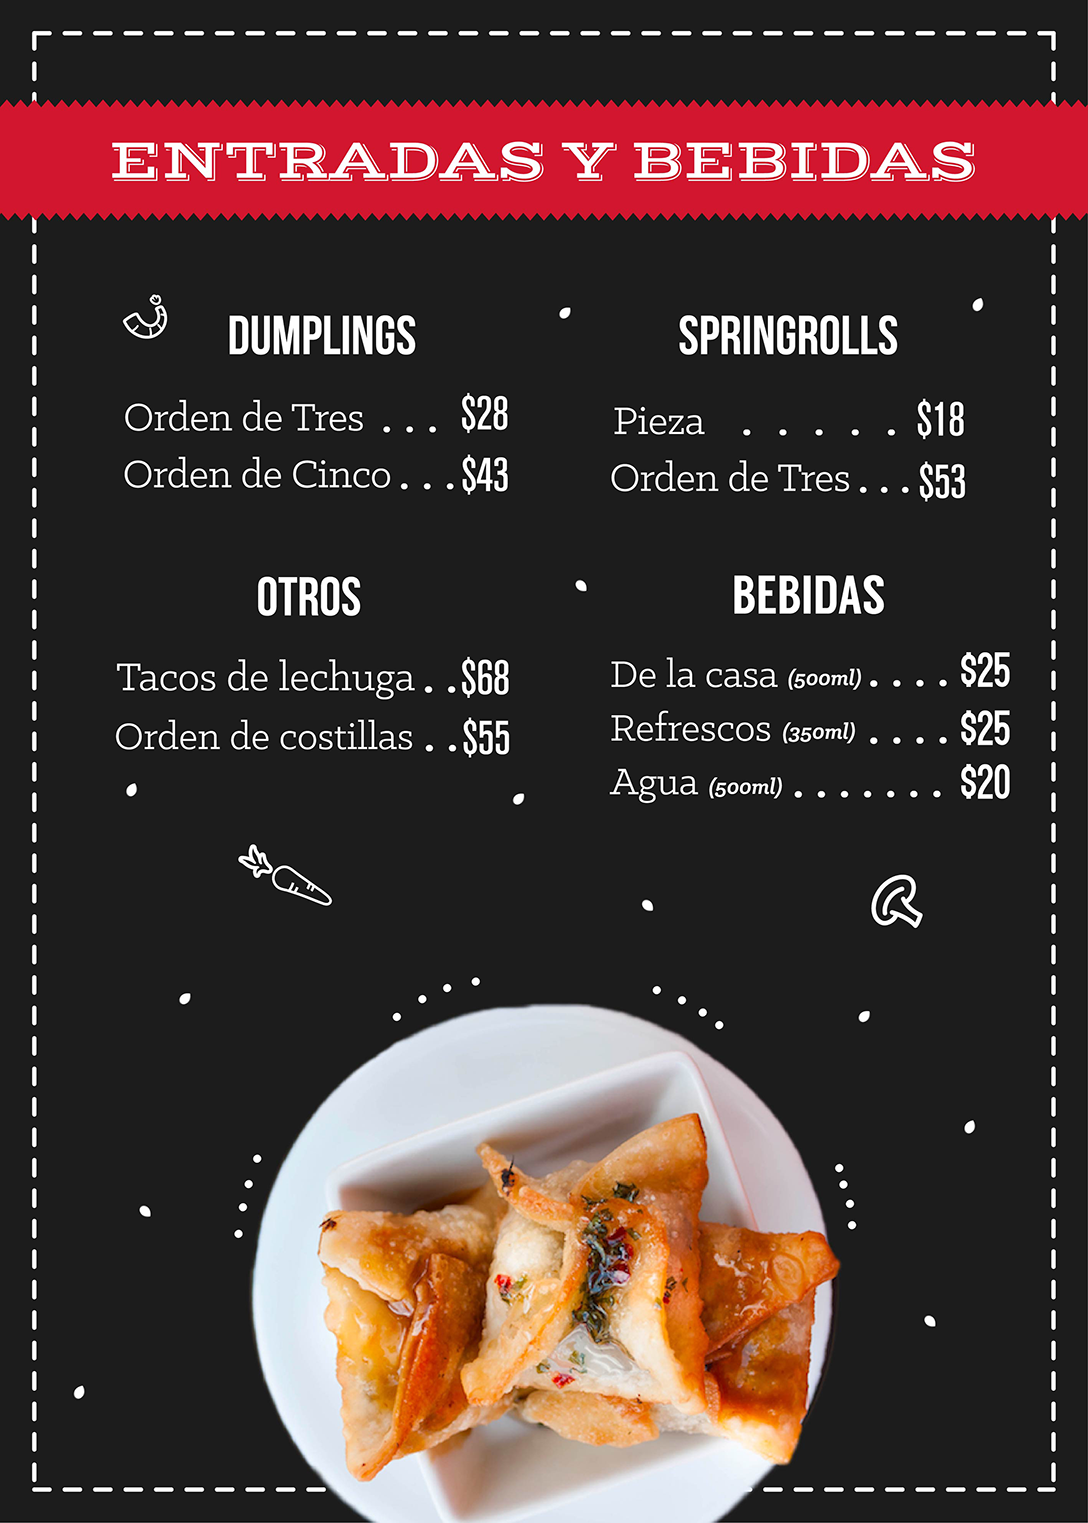 ENTRADAS Y BEBIDAS
DUMPLINGS
Orden de Tres . . . $28
Orden de Cinco . . . $43
SPRINGROLLS
Pieza . . . . . $18
Orden de Tres . . . $53
OTROS
Tacos de lechuga . . $68
Orden de costillas . . $55
BEBIDAS
De la casa (500ml) . . . . $25
Refrescos (350ml) . . . . $25
Agua (500ml) . . . . . . . $20